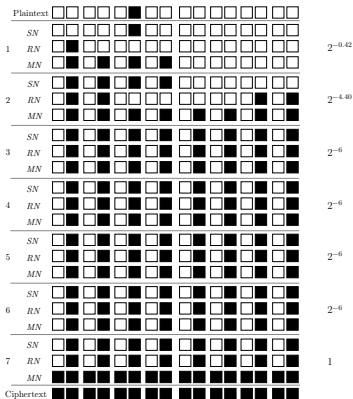 Plaintext
SN
1 RN 2^{-0.42}
MN
SN
2 RN 2^{-4.40}
MN
SN
3 RN 2^{-6}
MN
SN
4 RN 2^{-6}
MN
SN
5 RN 2^{-6}
MN
SN
6 RN 2^{-6}
MN
SN
7 RN 1
MN
Ciphertext